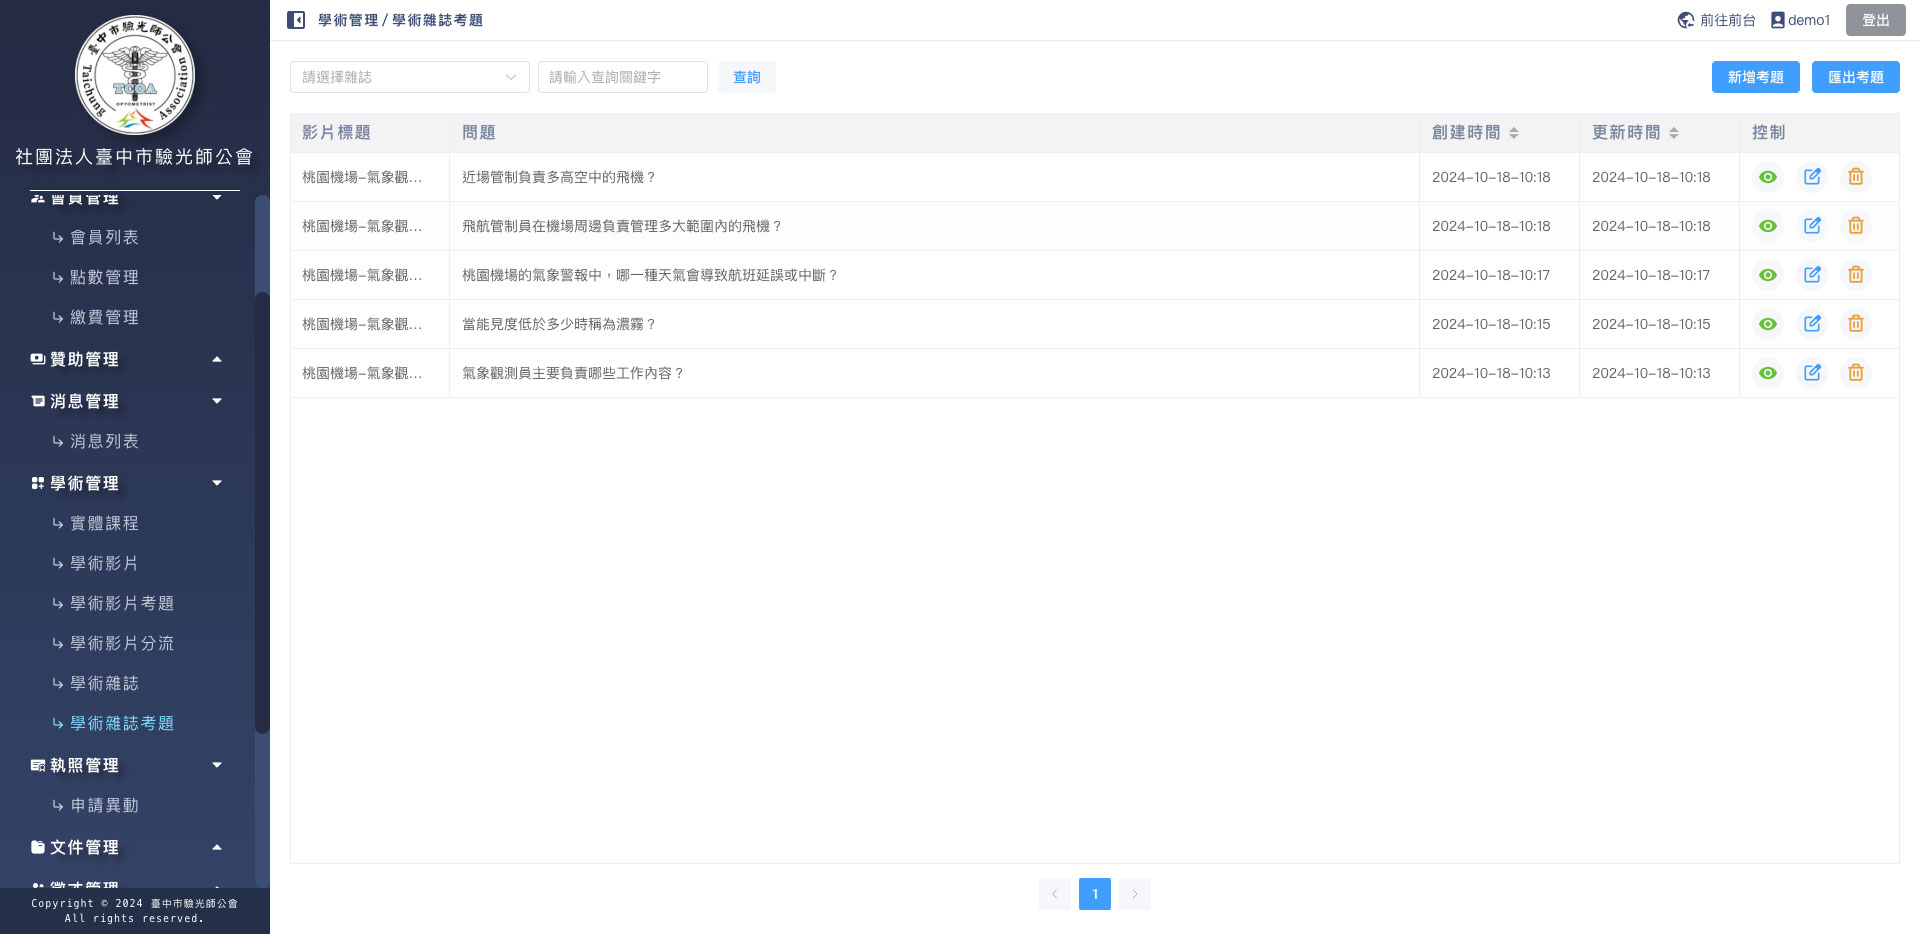 臺中市驗光師公會
Taichung
Association
TCOA
OPTOMETRIST
社團法人臺中市驗光師公會
會員管理
會員列表
點數管理
繳費管理
贊助管理
消息管理
消息列表
學術管理
實體課程
學術影片
學術影片考題
學術影片分流
學術雜誌
學術雜誌考題
執照管理
申請異動
文件管理
徵才管理
Copyright © 2024 臺中市驗光師公會
All rights reserved.
學術管理 / 學術雜誌考題
前往前台
demo1
登出
請選擇雜誌
請輸入查詢關鍵字
查詢
新增考題
匯出考題
影片標題 問題 創建時間 更新時間 控制
桃園機場-氣象觀... 近場管制負責多高空中的飛機？ 2024-10-18-10:18 2024-10-18-10:18
桃園機場-氣象觀... 飛航管制員在機場周邊負責管理多大範圍內的飛機？ 2024-10-18-10:18 2024-10-18-10:18
桃園機場-氣象觀... 桃園機場的氣象警報中，哪一種天氣會導致航班延誤或中斷？ 2024-10-18-10:17 2024-10-18-10:17
桃園機場-氣象觀... 當能見度低於多少時稱為濃霧？ 2024-10-18-10:15 2024-10-18-10:15
桃園機場-氣象觀... 氣象觀測員主要負責哪些工作內容？ 2024-10-18-10:13 2024-10-18-10:13
1